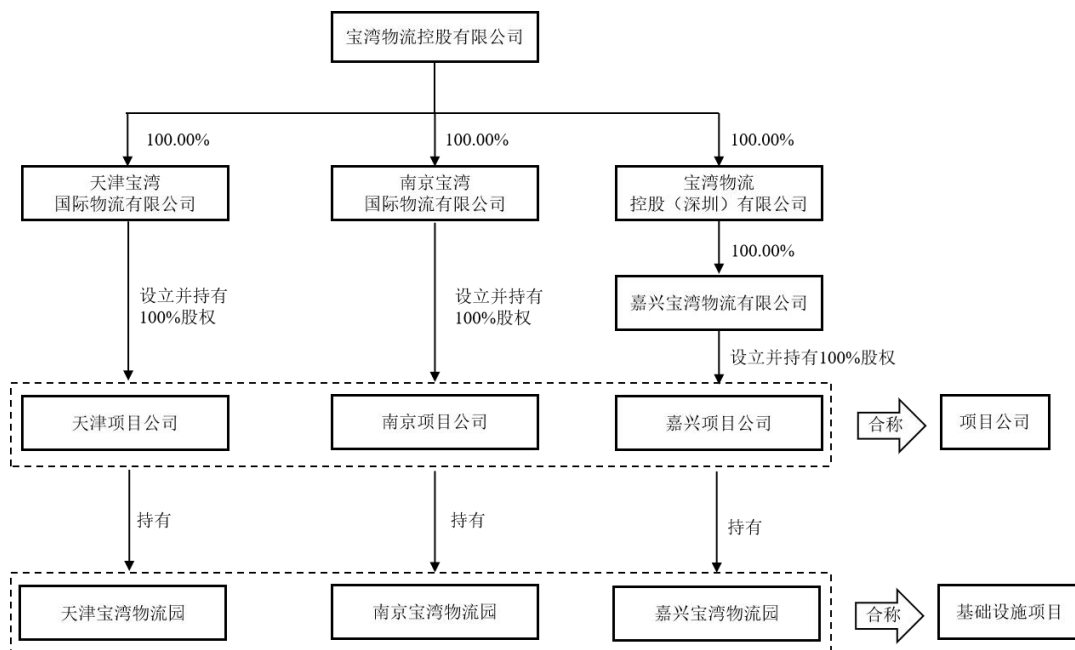 宝湾物流控股有限公司
100.00%
100.00%
100.00%
天津宝湾
国际物流有限公司
南京宝湾
国际物流有限公司
宝湾物流
控股（深圳）有限公司
100.00%
设立并持有
100%股权
设立并持有
100%股权
嘉兴宝湾物流有限公司
设立并持有100%股权
天津项目公司
南京项目公司
嘉兴项目公司
合称
项目公司
持有
持有
持有
天津宝湾物流园
南京宝湾物流园
嘉兴宝湾物流园
合称
基础设施项目